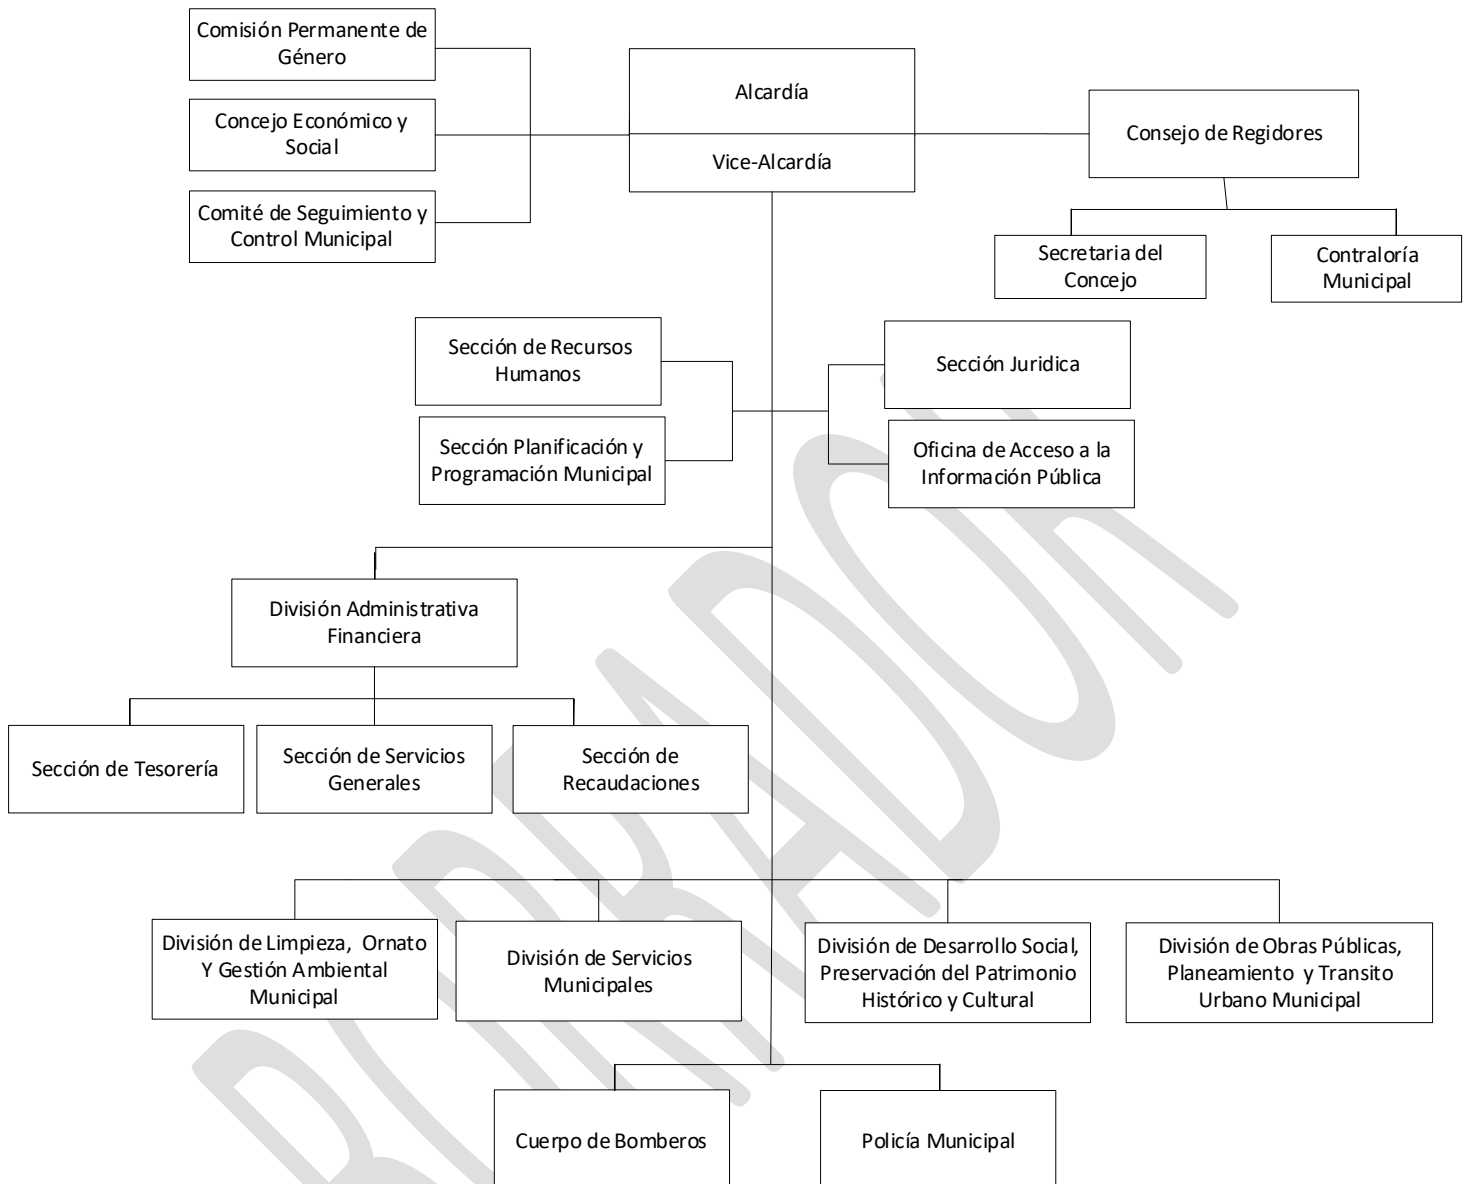 Comisión Permanente de
Género
Alcardía
Concejo Económico y
Social
Consejo de Regidores
Vice-Alcardía
Comité de Seguimiento y
Control Municipal
Secretaria del
Concejo
Contraloría
Municipal
Sección de Recursos
Humanos
Sección Juridica
Sección Planificación y
Programación Municipal
Oficina de Acceso a la
Información Pública
División Administrativa
Financiera
Sección de Tesorería
Sección de Servicios
Generales
Sección de
Recaudaciones
División de Limpieza, Ornato
Y Gestión Ambiental
Municipal
División de Servicios
Municipales
División de Desarrollo Social,
Preservación del Patrimonio
Histórico y Cultural
División de Obras Públicas,
Planeamiento y Transito
Urbano Municipal
Cuerpo de Bomberos
Policía Municipal
BORRADOR